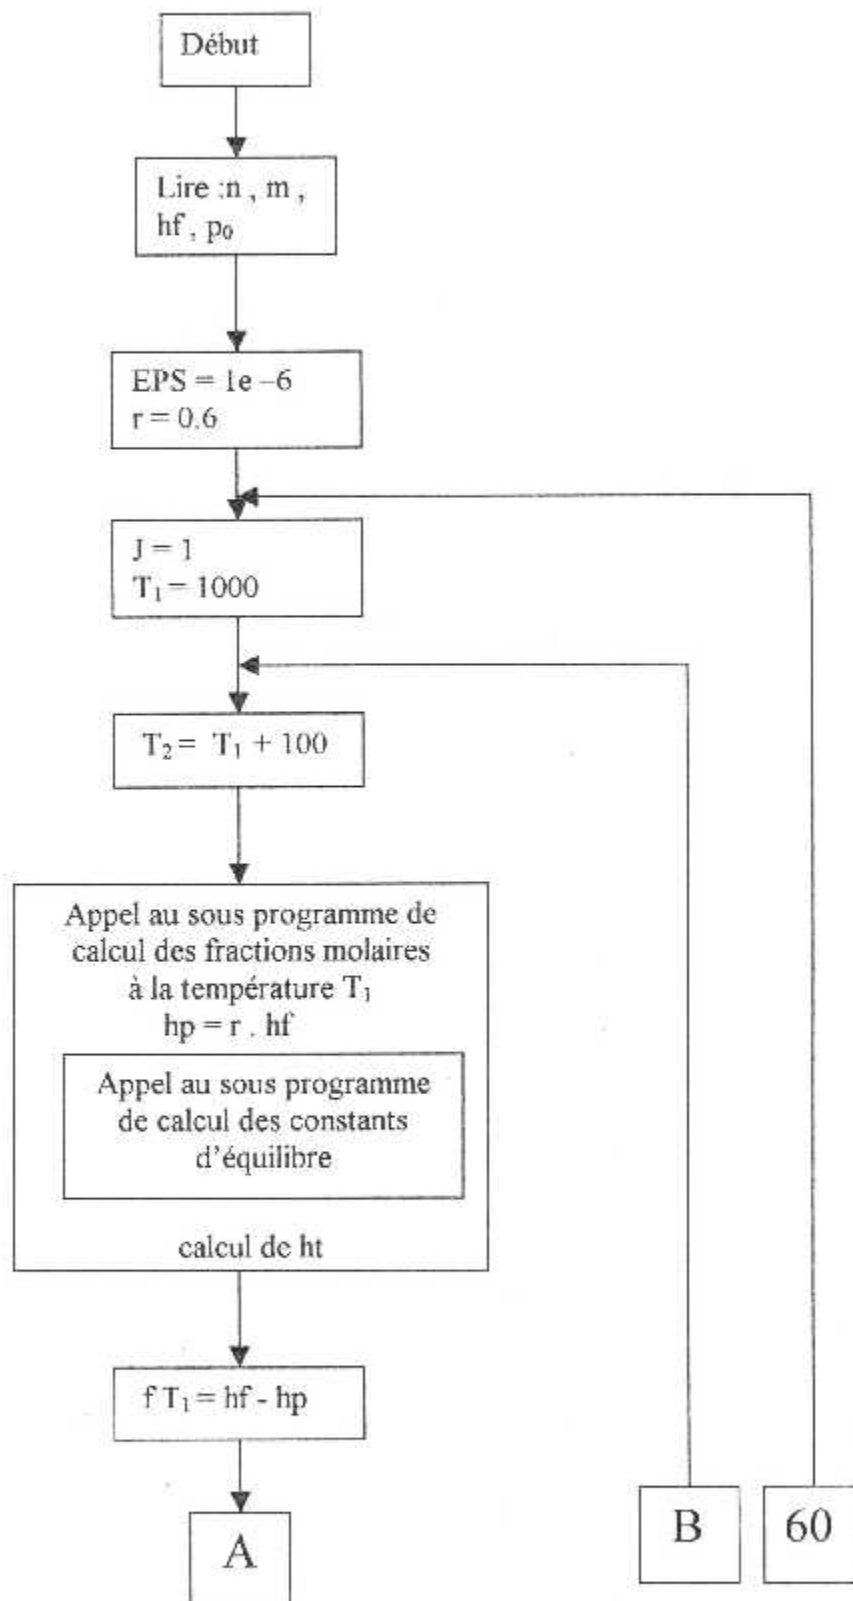 Début
Lire :n , m ,
hf , p₀
EPS = 1e –6
r = 0.6
J = 1
T₁ = 1000
T₂ = T₁ + 100
Appel au sous programme de
calcul des fractions molaires
à la température T₁
hp = r . hf
Appel au sous programme
de calcul des constants
d'équilibre
calcul de ht
f T₁ = hf - hp
A
B
60